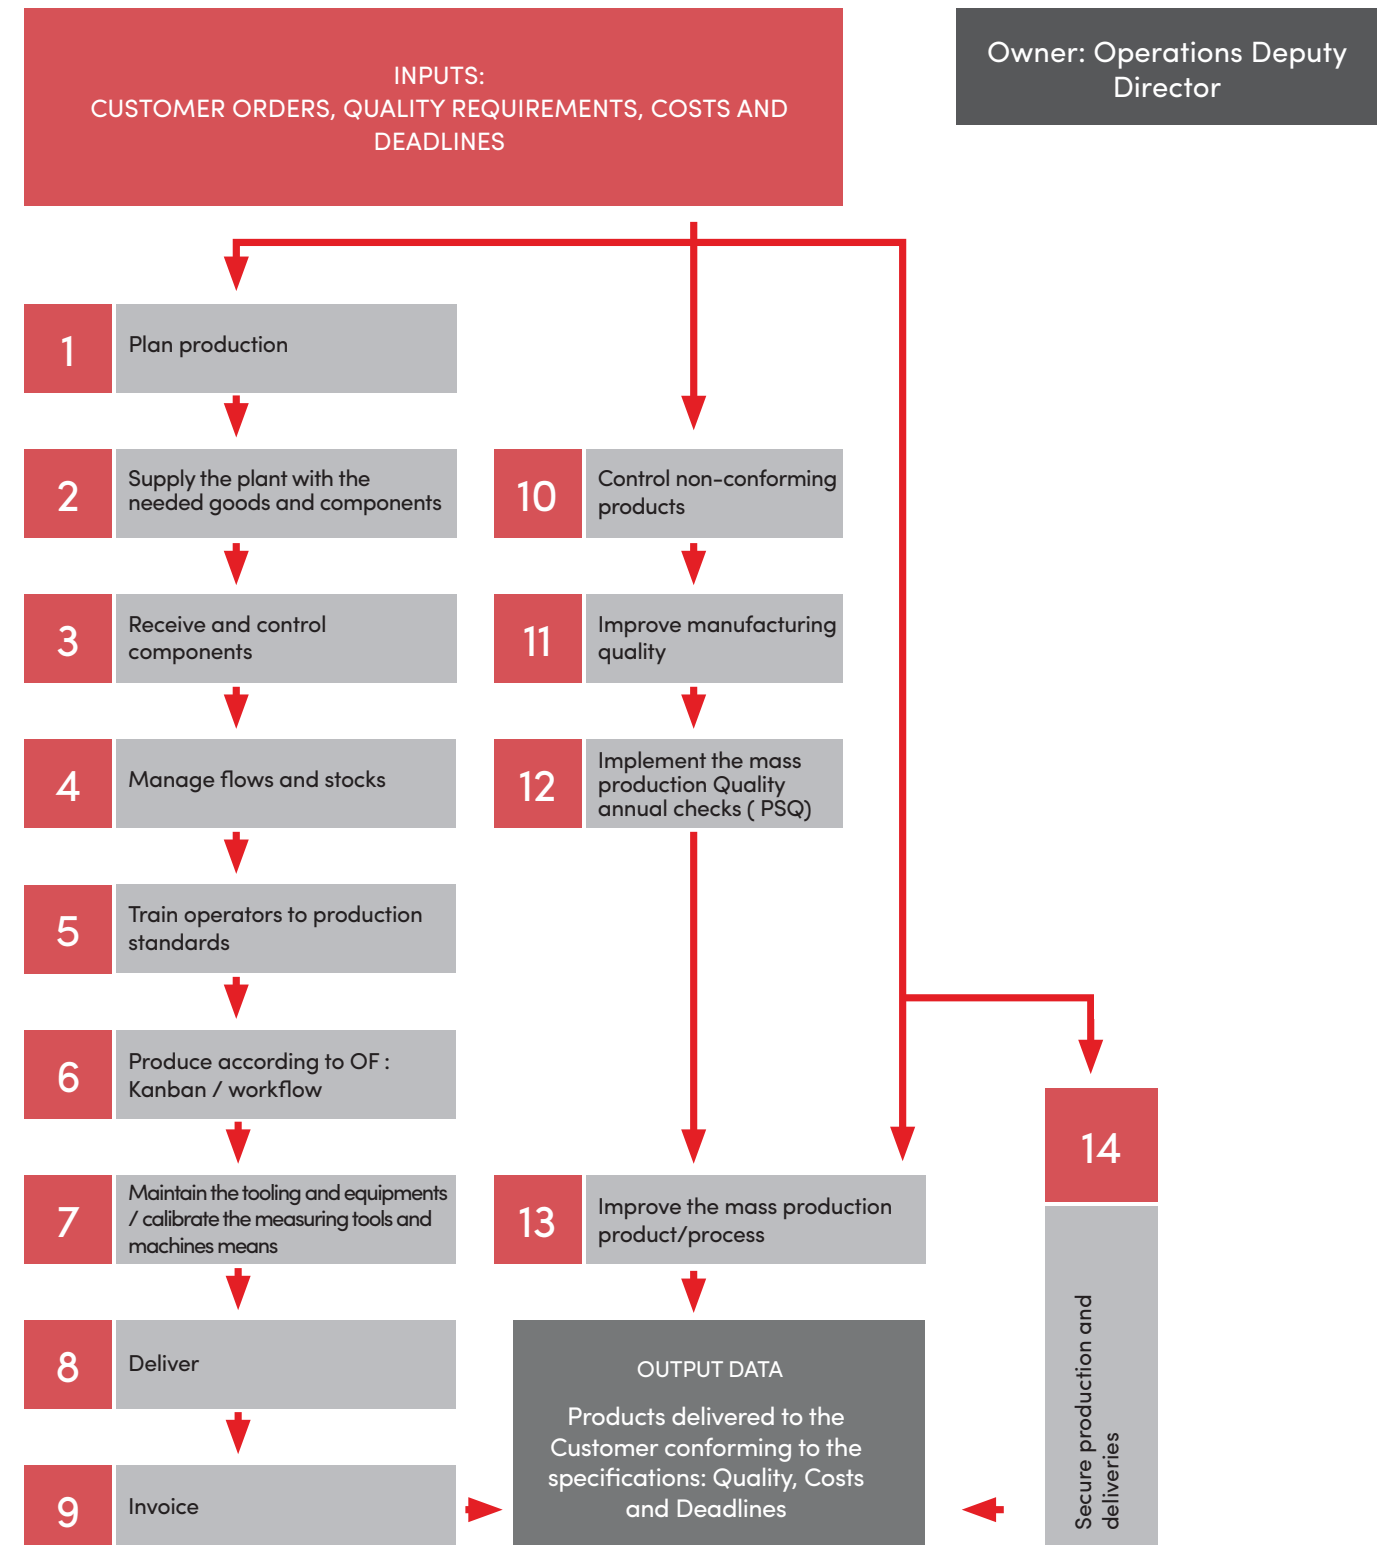 INPUTS:
CUSTOMER ORDERS, QUALITY REQUIREMENTS, COSTS AND
DEADLINES
Owner: Operations Deputy
Director
1
Plan production
2
Supply the plant with the
needed goods and components
3
Receive and control
components
4
Manage flows and stocks
5
Train operators to production
standards
6
Produce according to OF :
Kanban / workflow
7
Maintain the tooling and equipments
/ calibrate the measuring tools and
machines means
8
Deliver
9
Invoice
10
Control non-conforming
products
11
Improve manufacturing
quality
12
Implement the mass
production Quality
annual checks ( PSQ)
13
Improve the mass production
product/process
OUTPUT DATA
Products delivered to the
Customer conforming to the
specifications: Quality, Costs
and Deadlines
14
Secure production and
deliveries